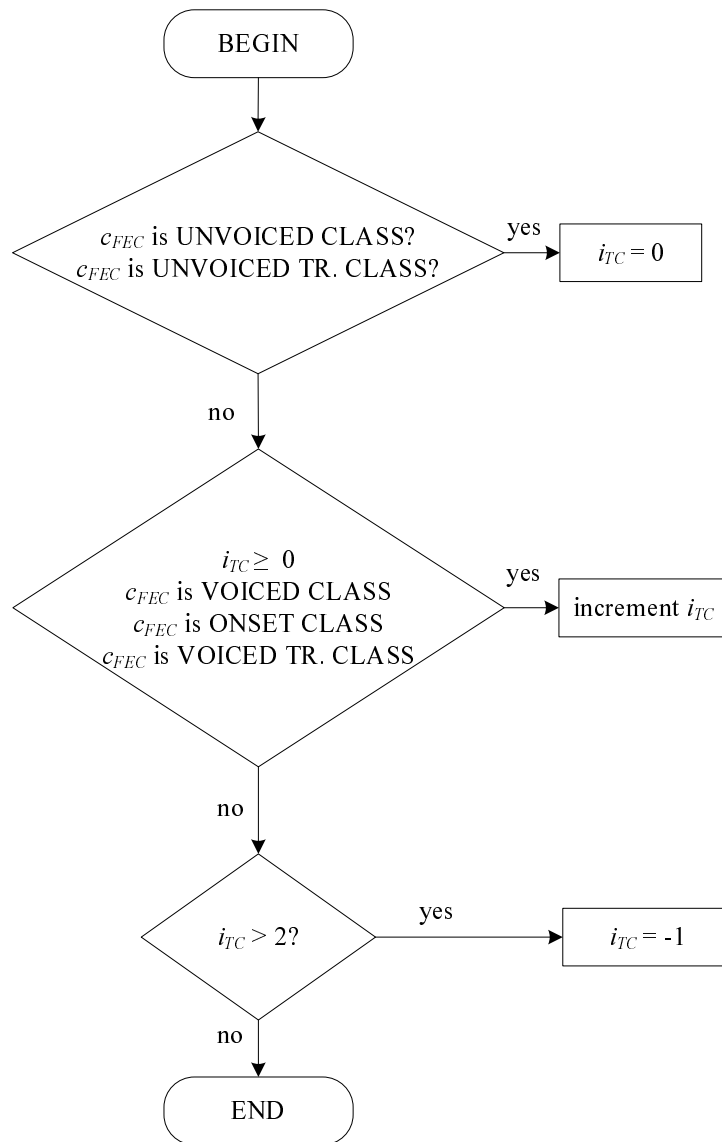 BEGIN
c_FEC is UNVOICED CLASS?
c_FEC is UNVOICED TR. CLASS?
yes
i_TC = 0
no
i_TC ≥ 0
c_FEC is VOICED CLASS
c_FEC is ONSET CLASS
c_FEC is VOICED TR. CLASS
yes
increment i_TC
no
i_TC > 2?
yes
i_TC = -1
no
END